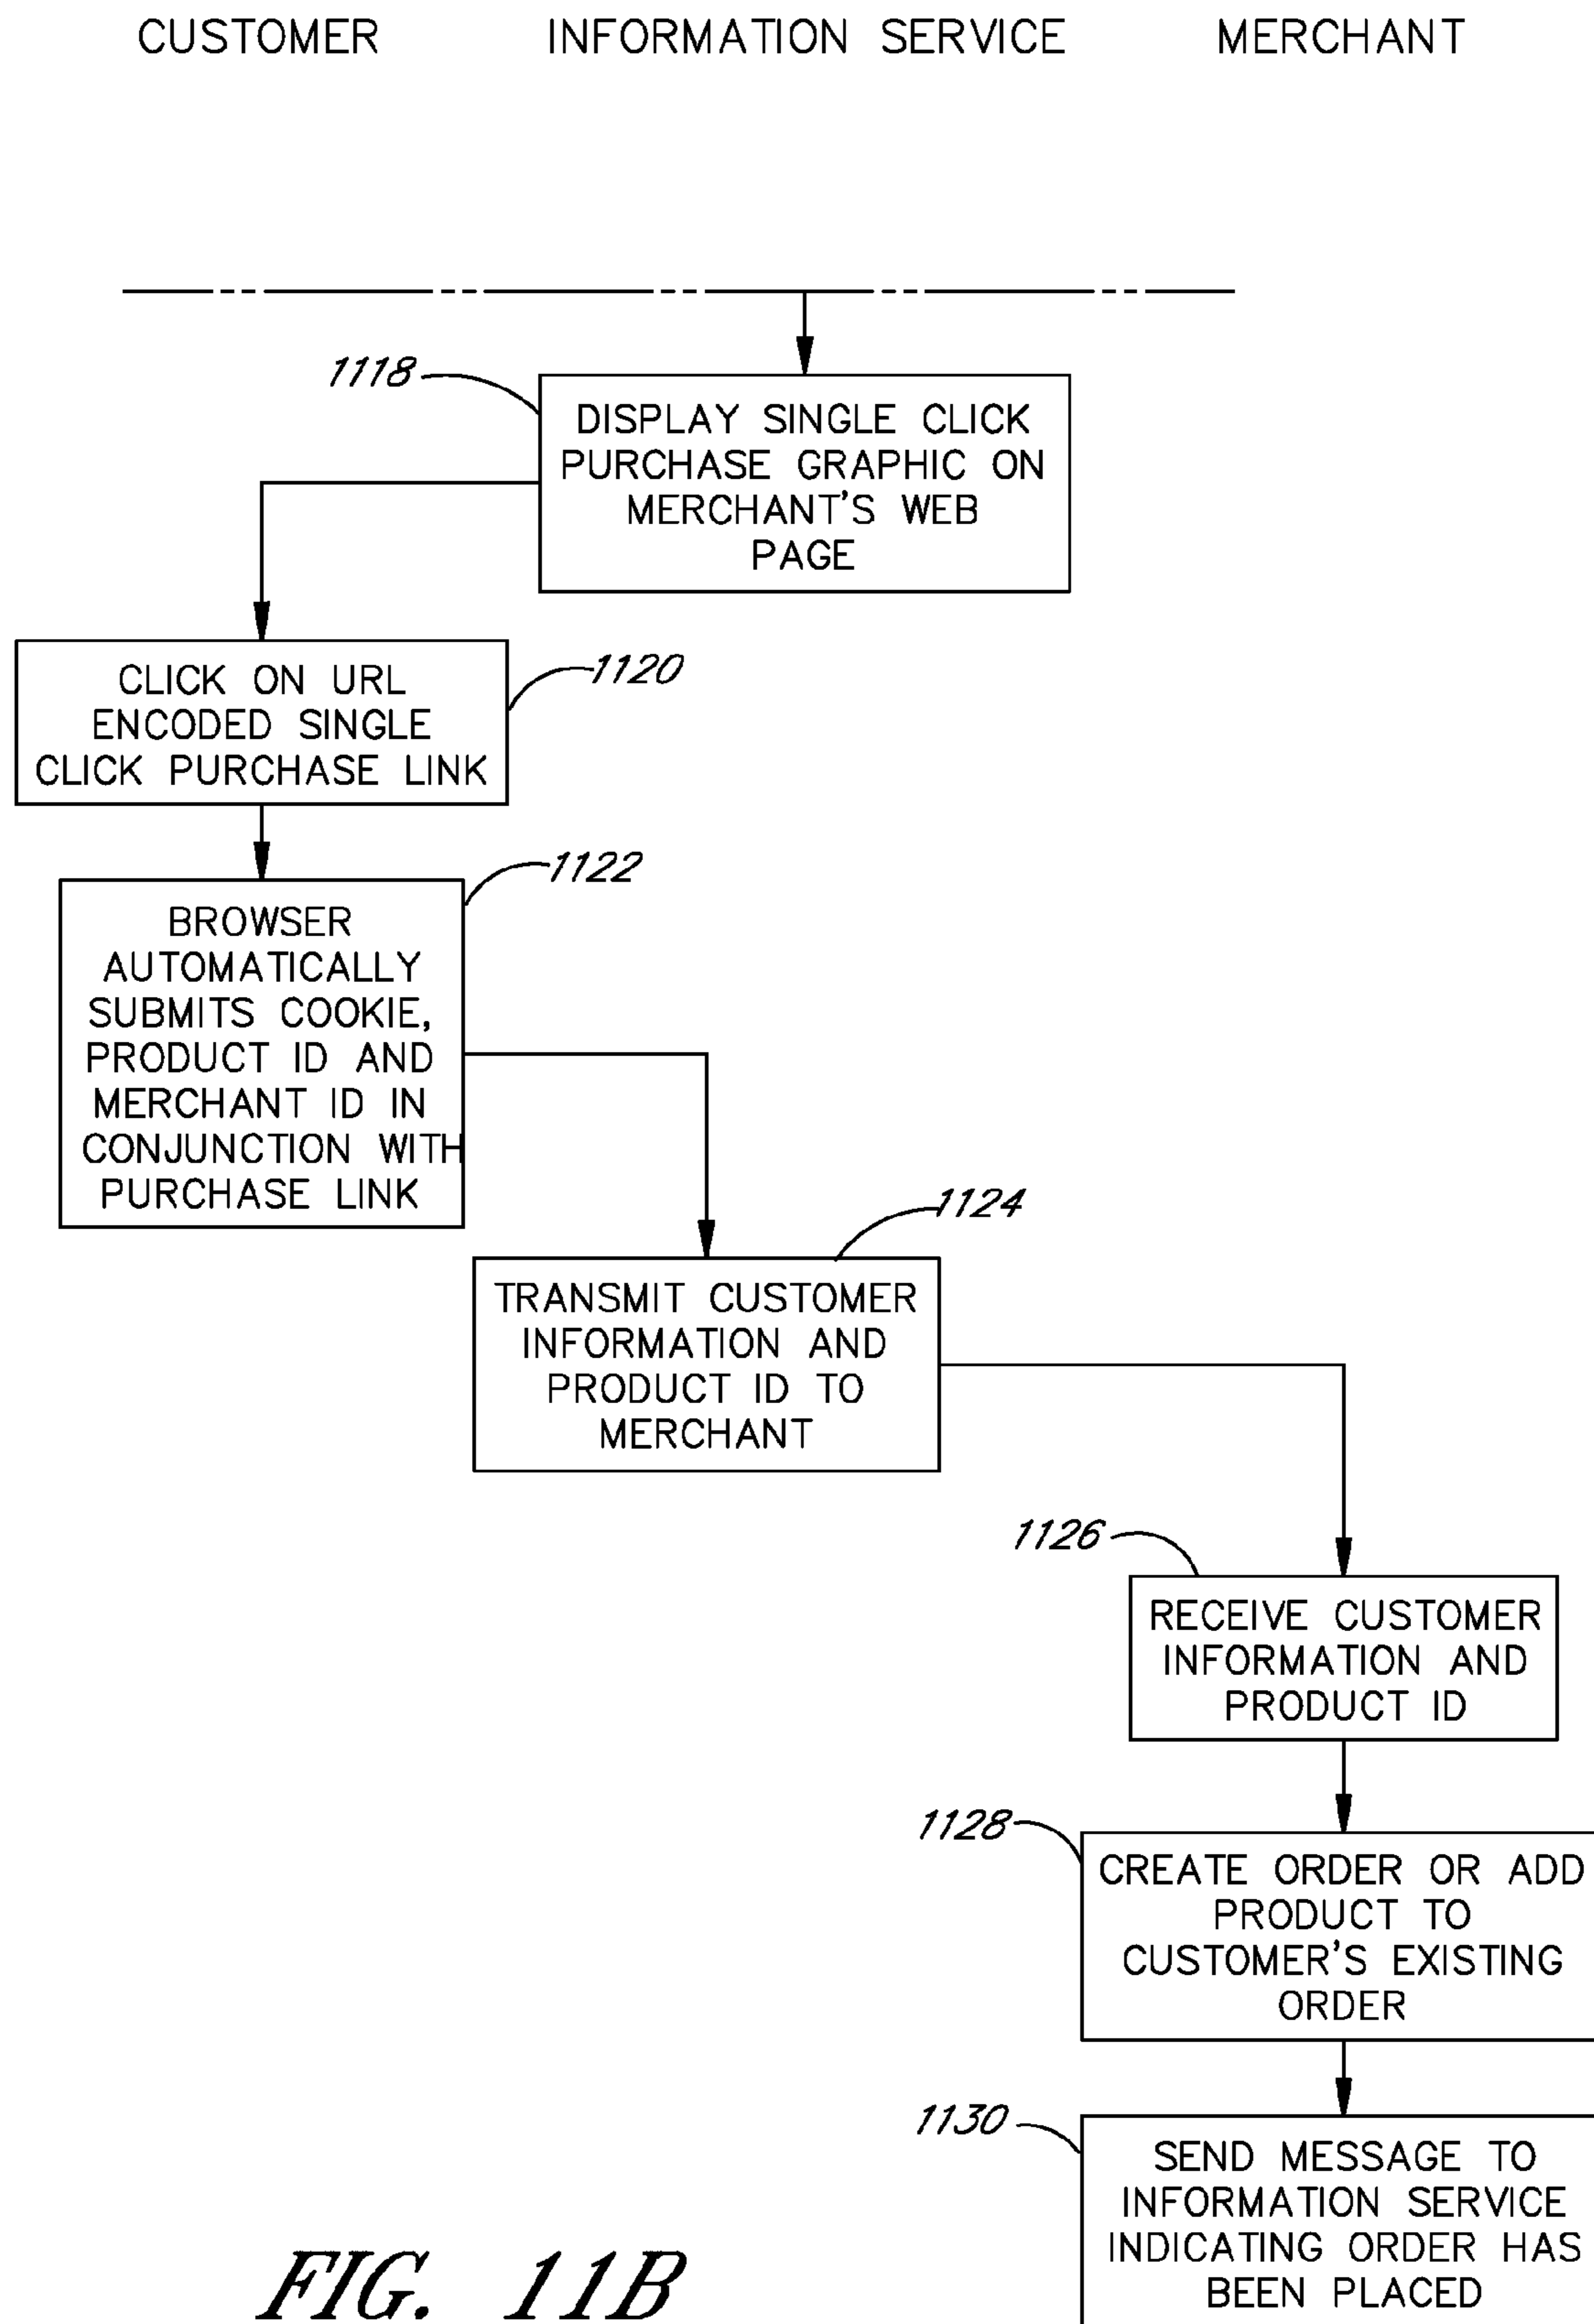 CUSTOMER INFORMATION SERVICE MERCHANT
1118
DISPLAY SINGLE CLICK
PURCHASE GRAPHIC ON
MERCHANT'S WEB
PAGE
CLICK ON URL
ENCODED SINGLE
CLICK PURCHASE LINK
1120
BROWSER
AUTOMATICALLY
SUBMITS COOKIE,
PRODUCT ID AND
MERCHANT ID IN
CONJUNCTION WITH
PURCHASE LINK
1122
1124
TRANSMIT CUSTOMER
INFORMATION AND
PRODUCT ID TO
MERCHANT
1126
RECEIVE CUSTOMER
INFORMATION AND
PRODUCT ID
1128
CREATE ORDER OR ADD
PRODUCT TO
CUSTOMER'S EXISTING
ORDER
1130
SEND MESSAGE TO
INFORMATION SERVICE
INDICATING ORDER HAS
BEEN PLACED
FIG. 11B